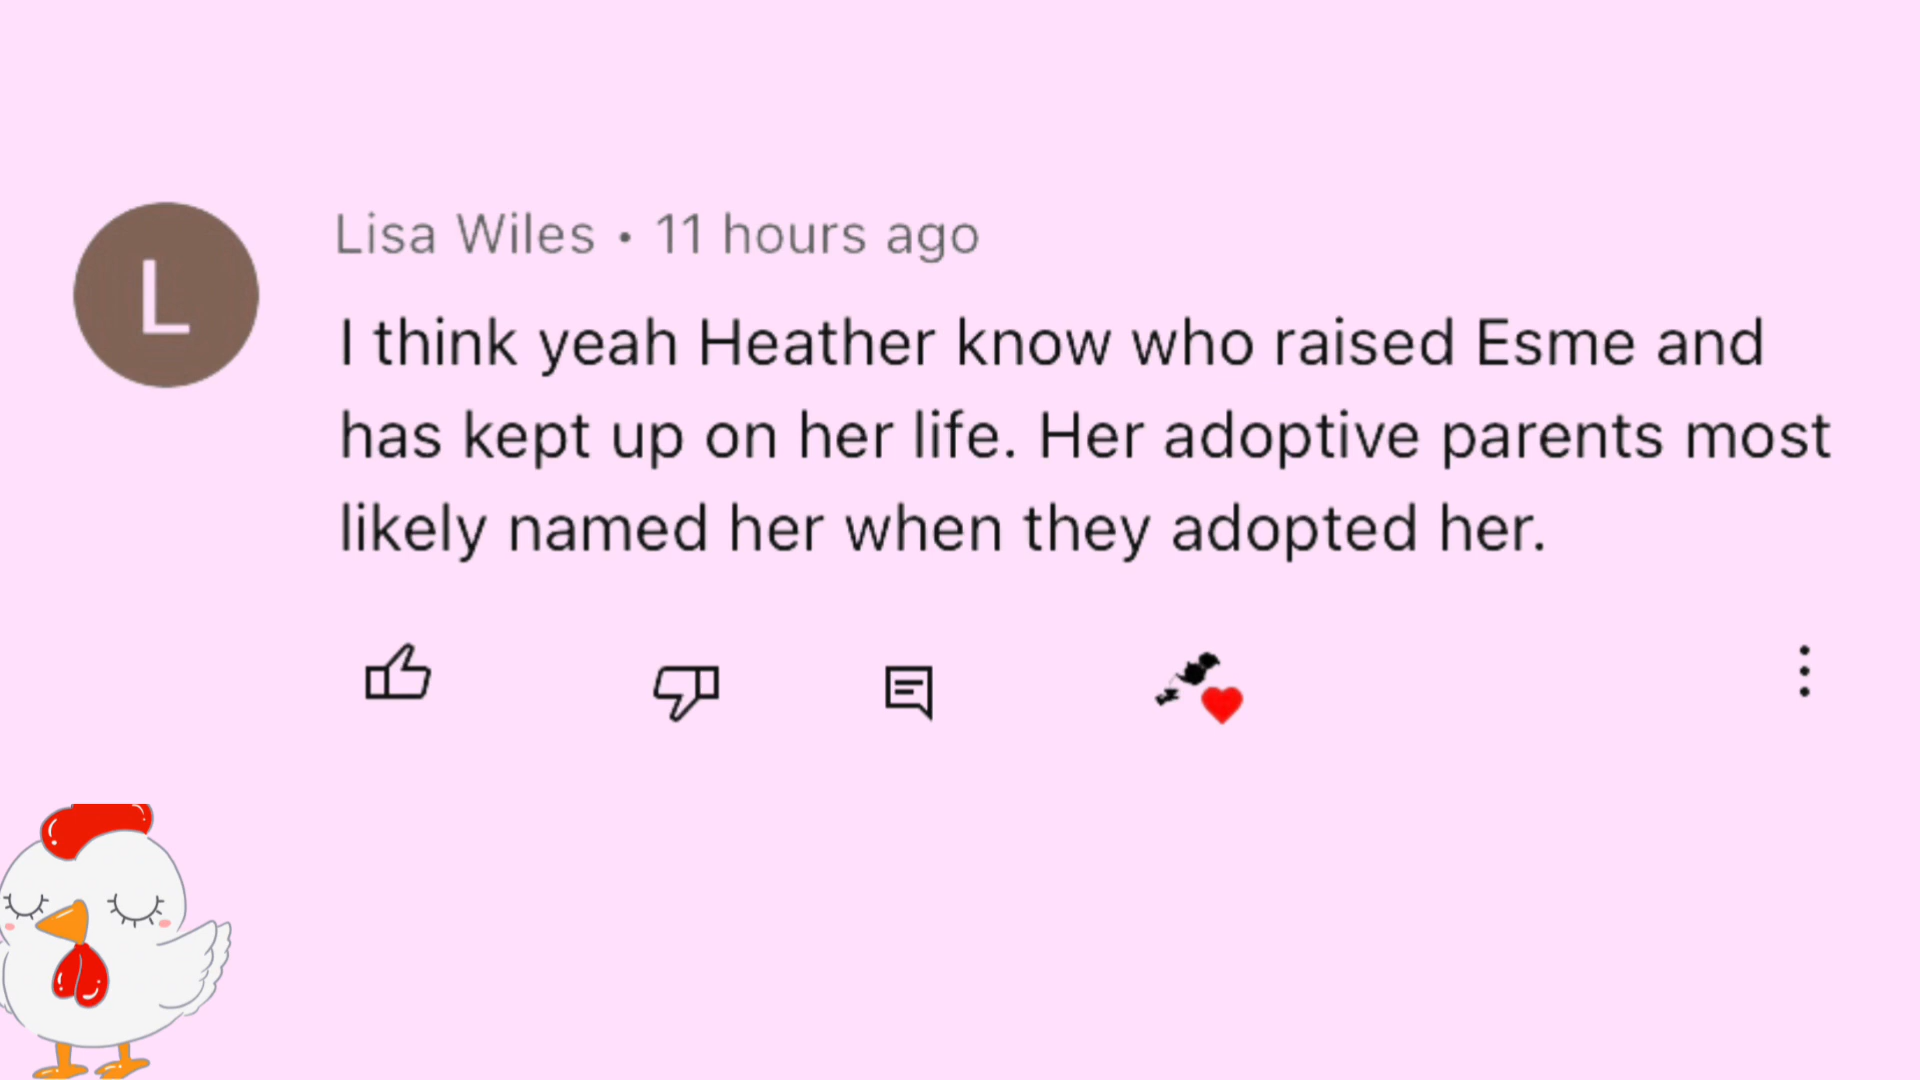 L
Lisa Wiles • 11 hours ago
I think yeah Heather know who raised Esme and
has kept up on her life. Her adoptive parents most
likely named her when they adopted her.